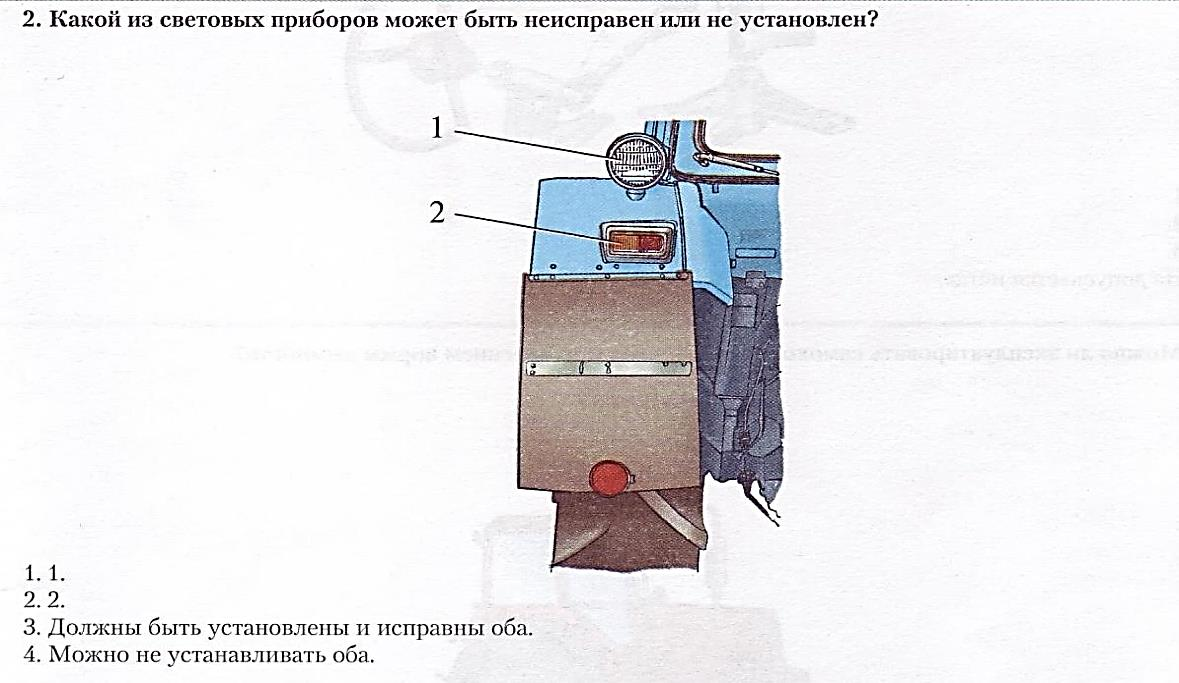 2. Какой из световых приборов может быть неисправен или не установлен?
1
2
1. 1.
2. 2.
3. Должны быть установлены и исправны оба.
4. Можно не устанавливать оба.